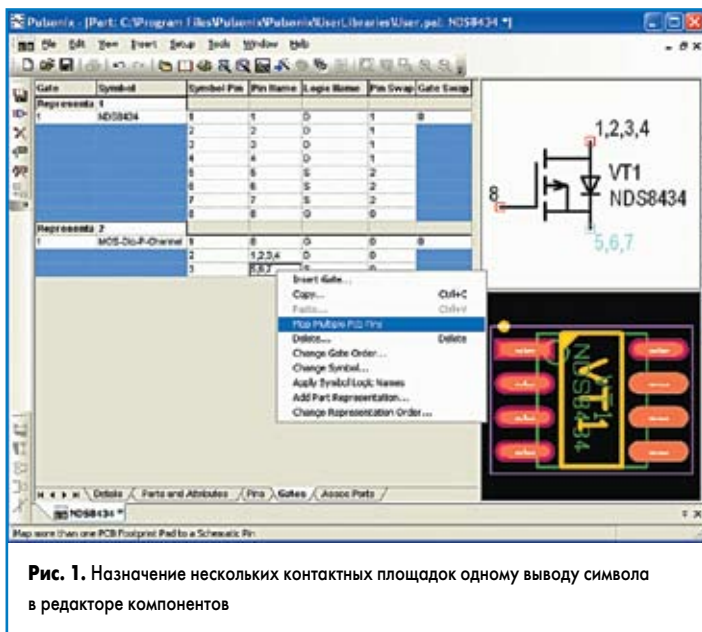 Pulsonix - [Part: C:\Program Files\Pulsonix\Pulsonix\UserLibraries\User.pal: NDS8434 *]
File Edit View Insert Setup Tools Window Help
Gate Symbol Symbol Pin Pin Name Logic Name Pin Swap Gate Swap
Representa 1
1 NDS8434 1 1 D 1 0
2 2 D 1
3 3 D 1
4 4 D 1
5 5 S 2
6 6 S 2
7 7 S 2
8 8 0
Representa 2
1 1 8 0 0
2 1,2,3,4 D 0
3 5,6,7 S 0
Insert Gate...
Copy... Ctrl+C
Paste... Ctrl+V
Map Multiple PCB Pins
Delete... Delete
Change Gate Order...
Change Symbol...
Apply Symbol Logic Names
Add Part Representation...
Change Representation Order...
1,2,3,4
VT1
8
NDS8434
5,6,7
VT1
NDS8434
Details Parts and Attributes Pins Gates Assoc Parts
NDS8434 *
Map more than one PCB Footprint Pad to a Schematic Pin
Рис. 1. Назначение нескольких контактных площадок одному выводу символа
в редакторе компонентов